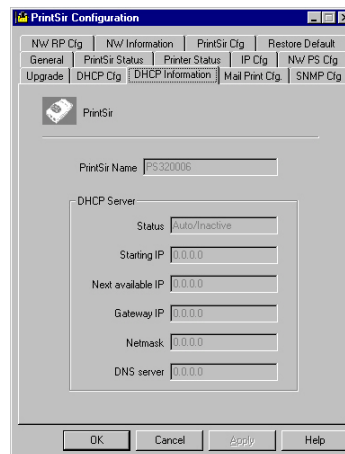 PrintSir Configuration
NW RP Cfg NW Information PrintSir Cfg Restore Default
General PrintSir Status Printer Status IP Cfg NW PS Cfg
Upgrade DHCP Cfg DHCP Information Mail Print Cfg. SNMP Cfg
PrintSir
PrintSir Name PS320006
DHCP Server
Status Auto/Inactive
Starting IP 0.0.0.0
Next available IP 0.0.0.0
Gateway IP 0.0.0.0
Netmask 0.0.0.0
DNS server 0.0.0.0
OK Cancel Apply Help